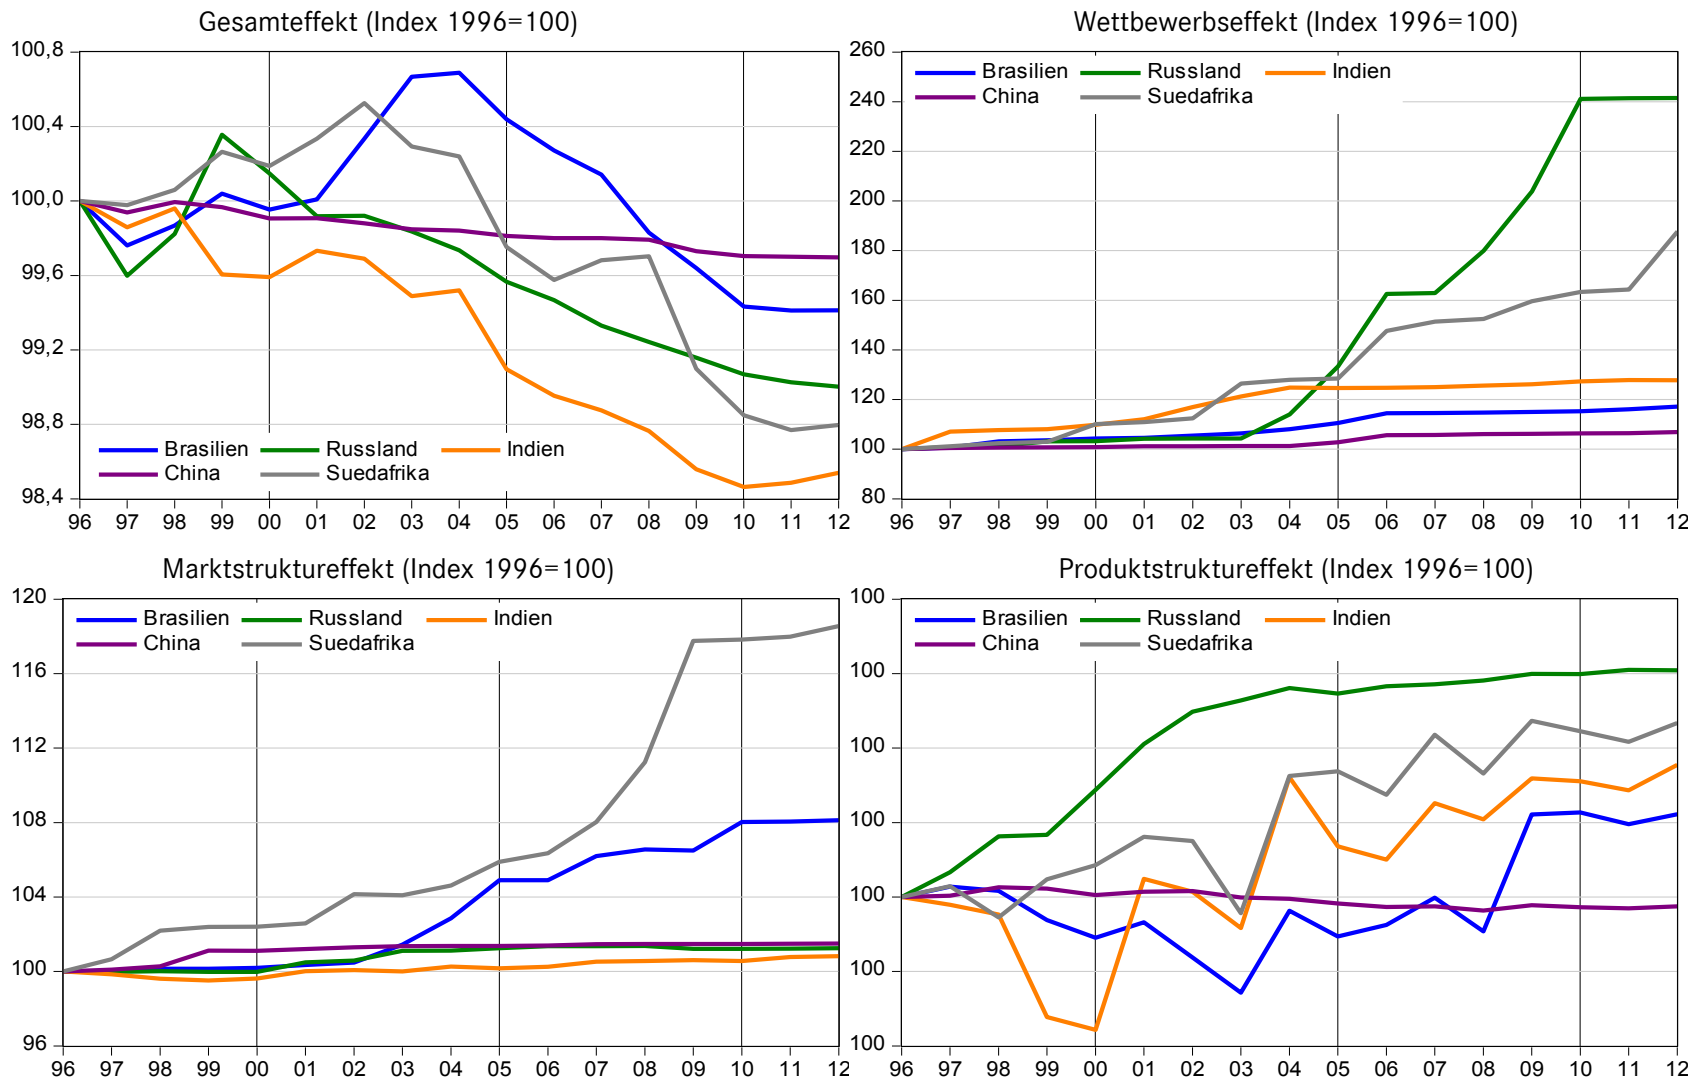 Gesamteffekt (Index 1996=100)
100,8
100,4
100,0
99,6
99,2
98,8
98,4
Brasilien Russland Indien
China Suedafrika
96 97 98 99 00 01 02 03 04 05 06 07 08 09 10 11 12
Wettbewerbseffekt (Index 1996=100)
260
240
220
200
180
160
140
120
100
80
Brasilien Russland Indien
China Suedafrika
96 97 98 99 00 01 02 03 04 05 06 07 08 09 10 11 12
Marktstruktureffekt (Index 1996=100)
120
116
112
108
104
100
96
Brasilien Russland Indien
China Suedafrika
96 97 98 99 00 01 02 03 04 05 06 07 08 09 10 11 12
Produktstruktureffekt (Index 1996=100)
100
100
100
100
100
100
100
Brasilien Russland Indien
China Suedafrika
96 97 98 99 00 01 02 03 04 05 06 07 08 09 10 11 12